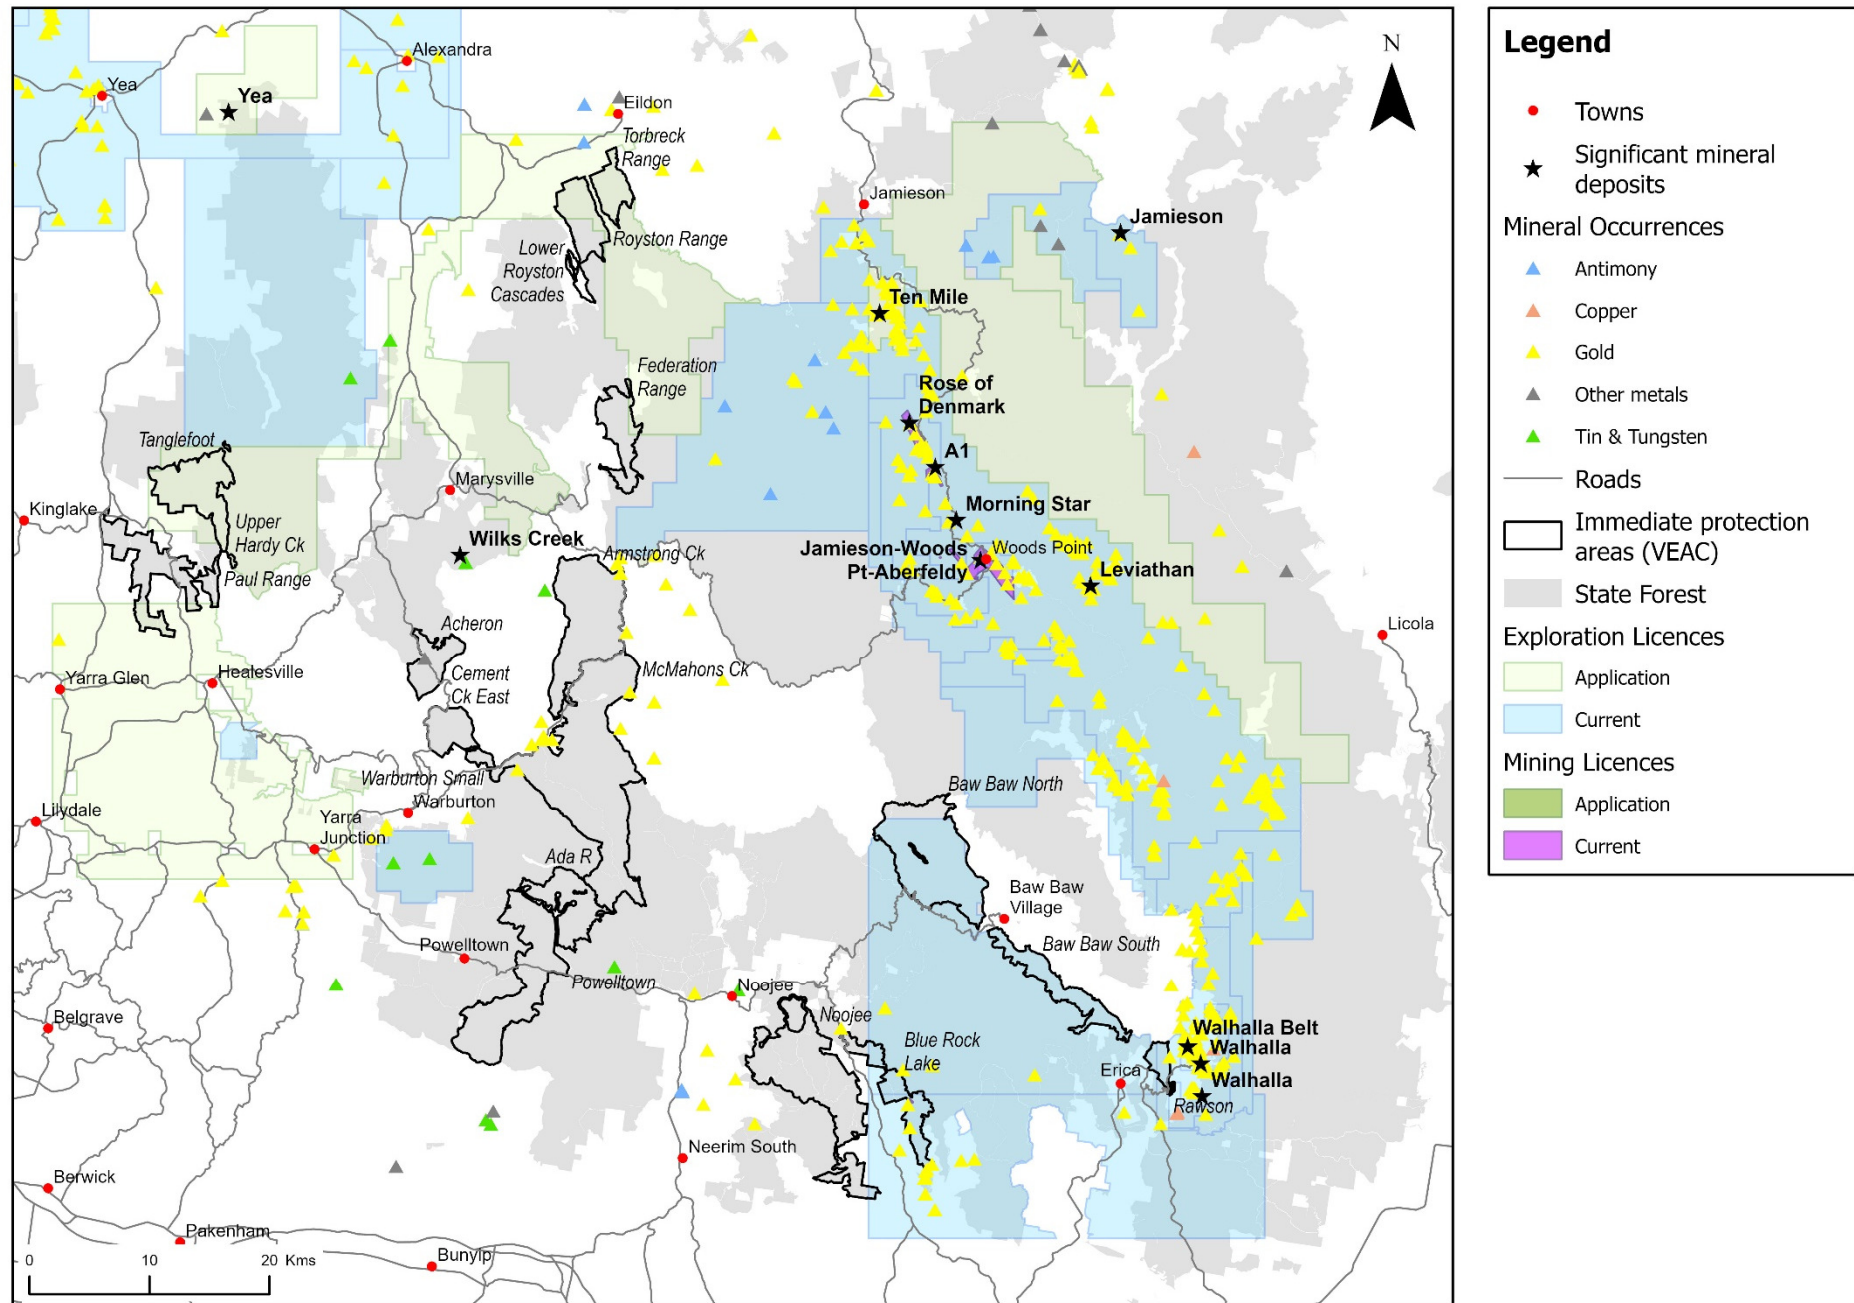 N
Alexandra
Yea
Yea
Eildon
Torbreck
Range
Jamieson
Jamieson
Royston Range
Lower
Royston
Cascades
Ten Mile
Federation
Range
Rose of
Denmark
Tanglefoot
A1
Marysville
Kinglake
Morning Star
Upper
Hardy Ck
Wilks Creek
Armstrong Ck
Jamieson-Woods
Pt-Aberfeldy
Woods Point
Leviathan
Paul Range
Acheron
Licola
Cement
Ck East
McMahons Ck
Yarra Glen
Healesville
Warburton Small
Baw Baw North
Lilydale
Warburton
Yarra
Junction
Ada R
Baw Baw
Village
Baw Baw South
Powelltown
Powelltown
Noojee
Noojee
Belgrave
Blue Rock
Lake
Walhalla Belt
Walhalla
Erica
Walhalla
Rawson
Neerim South
Berwick
Pakenham
Bunyip
0 10 20 Kms
Legend
Towns
Significant mineral
deposits
Mineral Occurrences
Antimony
Copper
Gold
Other metals
Tin & Tungsten
Roads
Immediate protection
areas (VEAC)
State Forest
Exploration Licences
Application
Current
Mining Licences
Application
Current